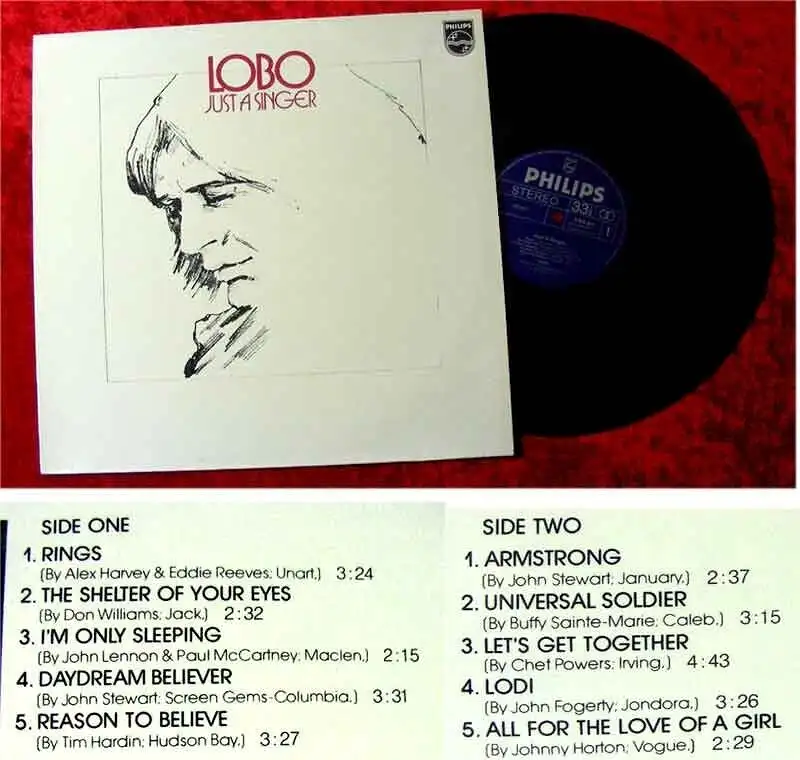 LOBO
JUST A SINGER
PHILIPS
PHILIPS
STEREO 33
1
SIDE ONE
1. RINGS
(By Alex Harvey & Eddie Reeves; Unart.) 3:24
2. THE SHELTER OF YOUR EYES
(By Don Williams; Jack.) 2:32
3. I'M ONLY SLEEPING
(By John Lennon & Paul McCartney; Maclen.) 2:15
4. DAYDREAM BELIEVER
(By John Stewart; Screen Gems-Columbia.) 3:31
5. REASON TO BELIEVE
(By Tim Hardin; Hudson Bay.) 3:27
SIDE TWO
1. ARMSTRONG
(By John Stewart; January.) 2:37
2. UNIVERSAL SOLDIER
(By Buffy Sainte-Marie; Caleb.) 3:15
3. LET'S GET TOGETHER
(By Chet Powers; Irving.) 4:43
4. LODI
(By John Fogerty; Jondora.) 3:26
5. ALL FOR THE LOVE OF A GIRL
(By Johnny Horton; Vogue.) 2:29